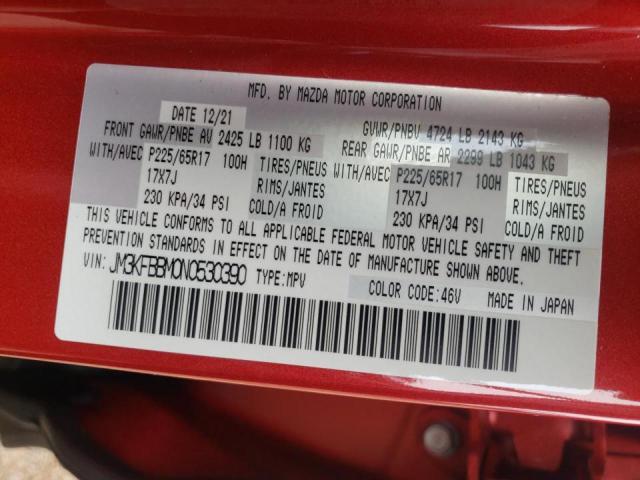 MFD. BY MAZDA MOTOR CORPORATION
DATE 12/21 GVWR/PNBV 4724 LB 2143 KG
FRONT GAWR/PNBE AV 2425 LB 1100 KG REAR GAWR/PNBE AR 2299 LB 1043 KG
WITH/AVEC P225/65R17 100H TIRES/PNEUS WITH/AVEC P225/65R17 100H TIRES/PNEUS
17X7J RIMS/JANTES 17X7J RIMS/JANTES
230 KPA/34 PSI COLD/A FROID 230 KPA/34 PSI COLD/A FROID
THIS VEHICLE CONFORMS TO ALL APPLICABLE FEDERAL MOTOR VEHICLE SAFETY AND THEFT
PREVENTION STANDARDS IN EFFECT ON THE DATE OF MANUFACTURE SHOWN ABOVE.
VIN: JM3KFBBM0N0530390 TYPE:MPV COLOR CODE:46V MADE IN JAPAN